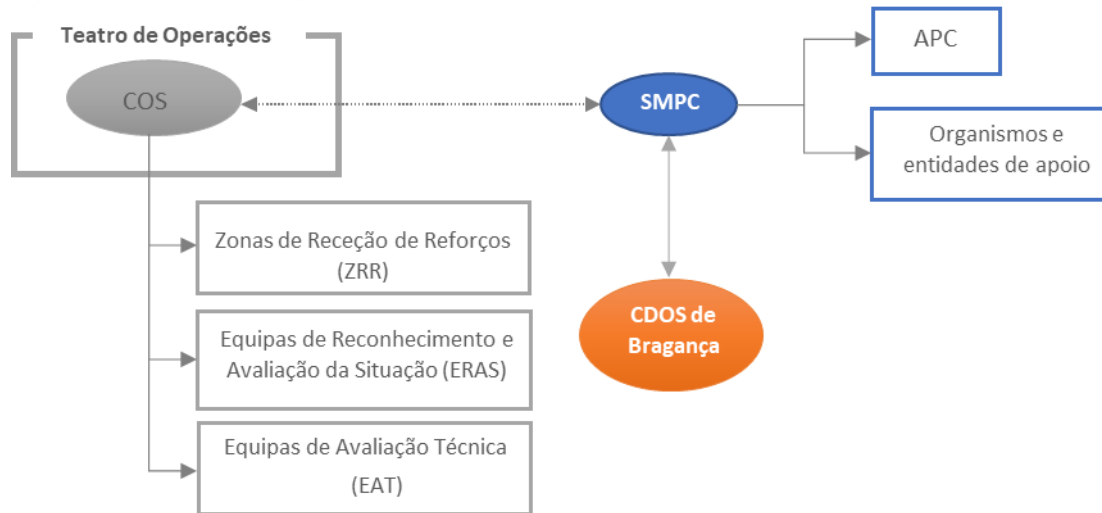 Teatro de Operações
COS
SMPC
APC
Organismos e
entidades de apoio
Zonas de Receção de Reforços
(ZRR)
Equipas de Reconhecimento e
Avaliação da Situação (ERAS)
Equipas de Avaliação Técnica
(EAT)
CDOS de
Bragança